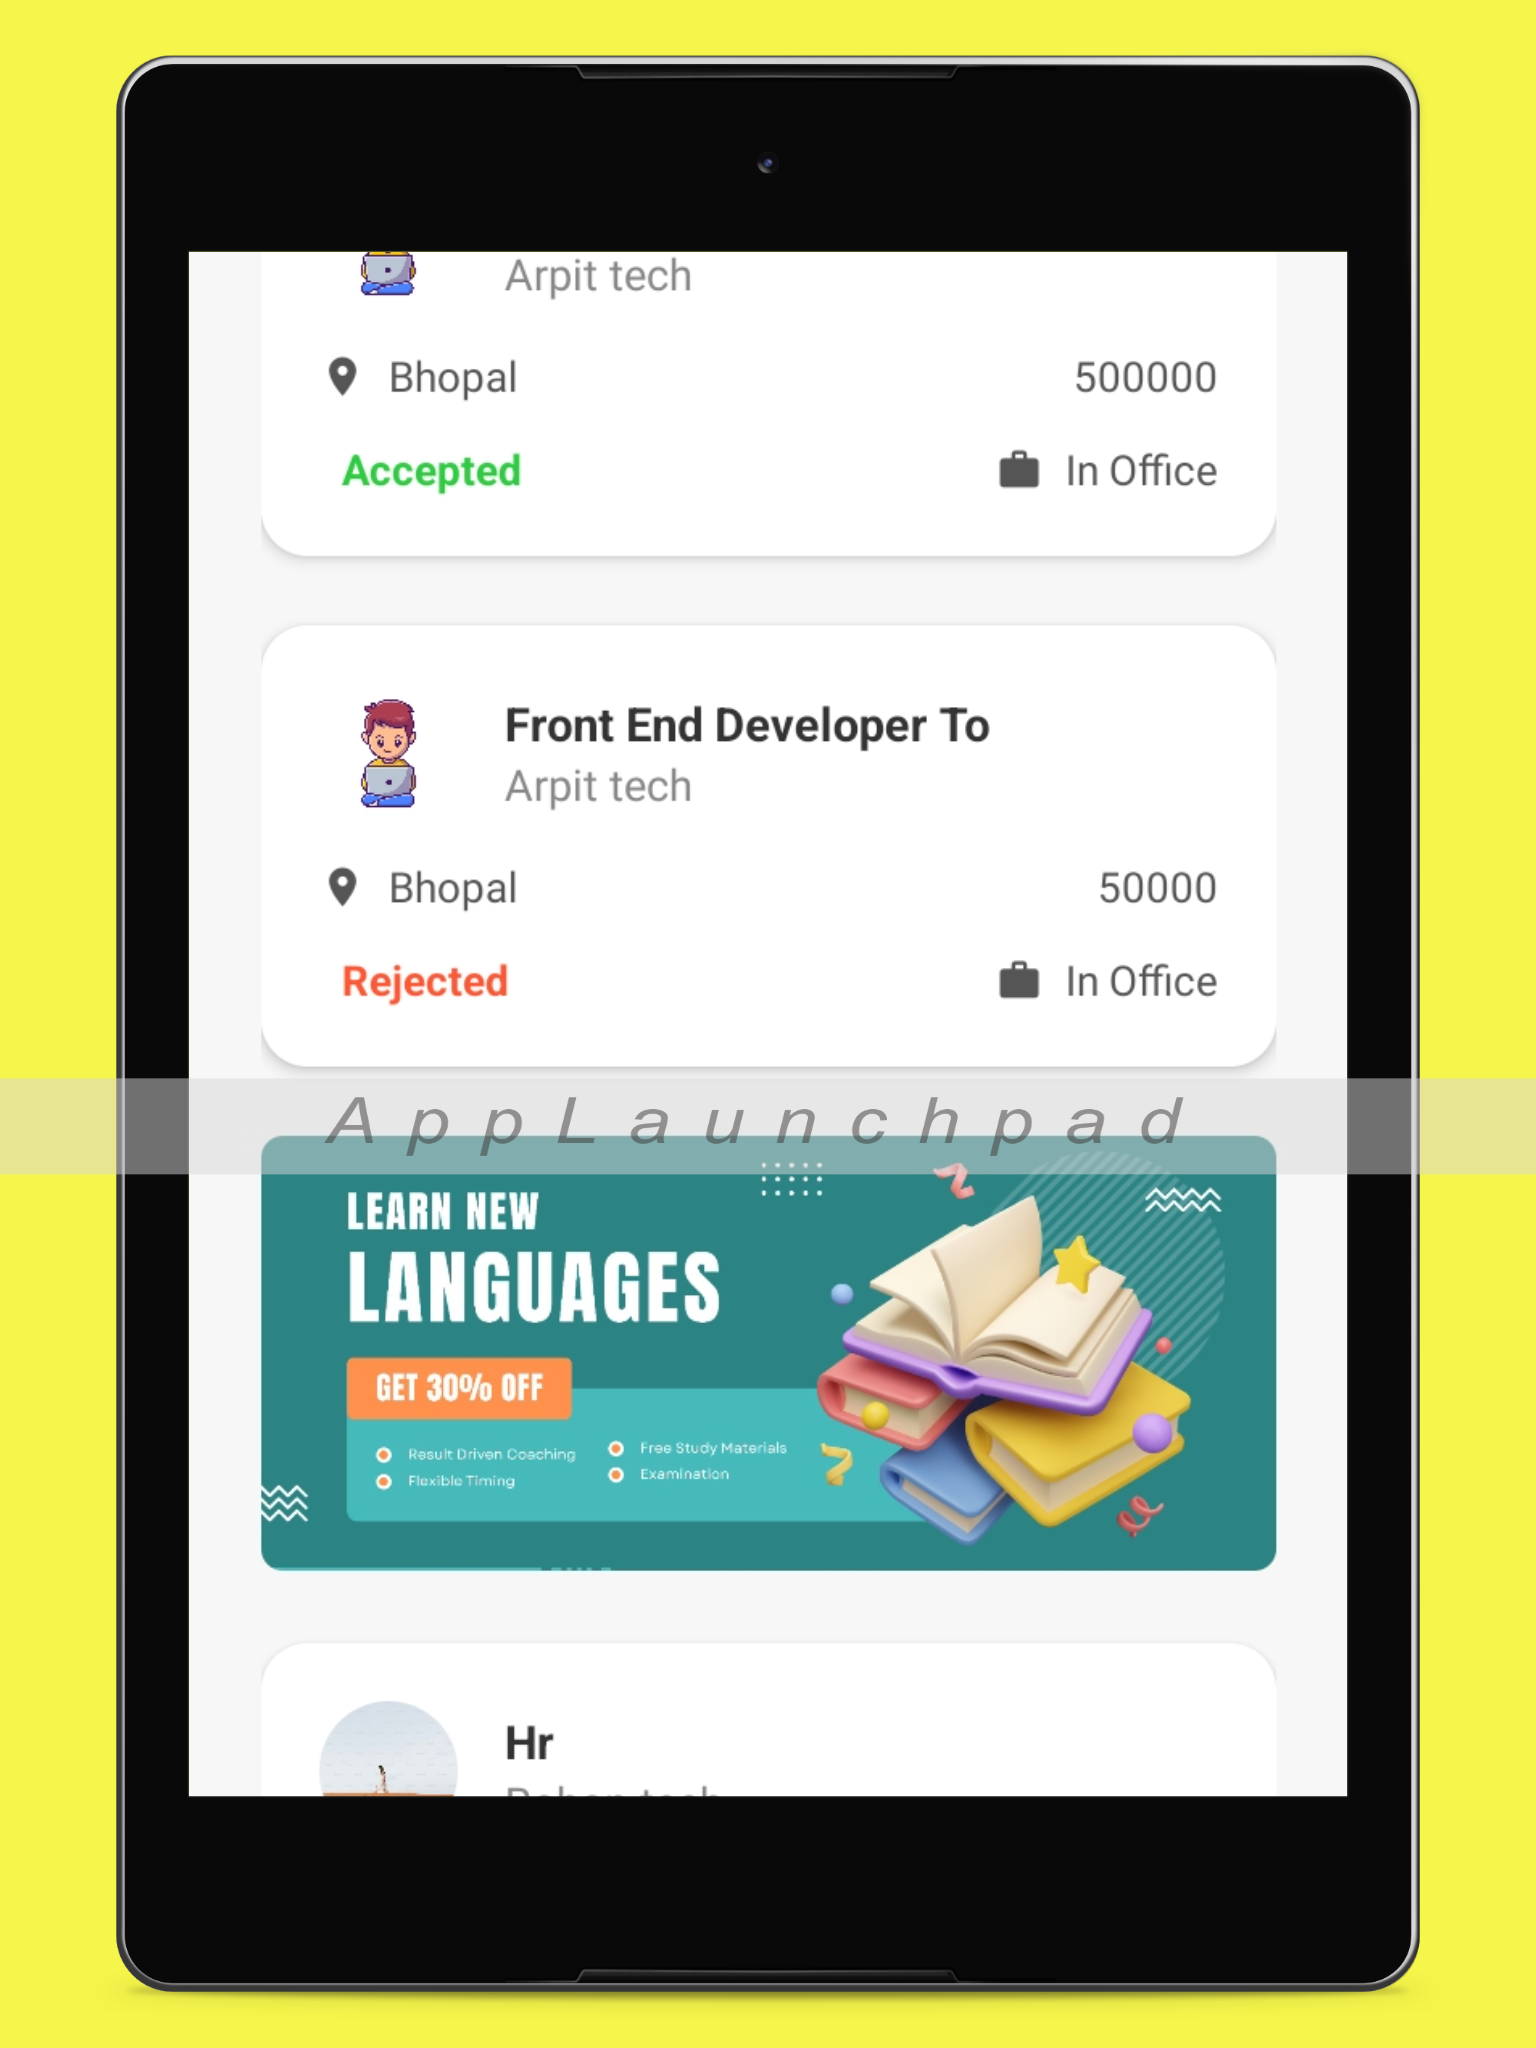 Arpit tech
Bhopal 500000
Accepted In Office
Front End Developer To
Arpit tech
Bhopal 50000
Rejected In Office
AppLaunchpad
LEARN NEW
LANGUAGES
GET 30% OFF
Result Driven Coaching
Flexible Timing
Free Study Materials
Examination
Hr